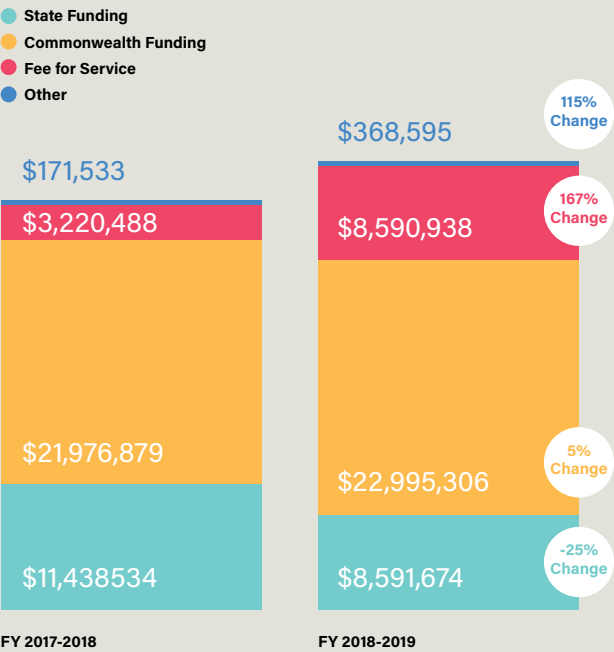 State Funding
Commonwealth Funding
Fee for Service
Other
$171,533
$3,220,488
$21,976,879
$11,438534
FY 2017-2018
$368,595
$8,590,938
$22,995,306
$8,591,674
FY 2018-2019
115%
Change
167%
Change
5%
Change
-25%
Change